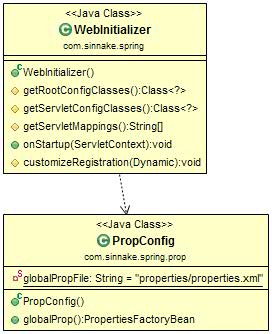 <<Java Class>>
WebInitializer
com.sinnake.spring
WebInitializer()
getRootConfigClasses():Class<?>
getServletConfigClasses():Class<?>
getServletMappings():String[]
onStartup(ServletContext):void
customizeRegistration(Dynamic):void
<<Java Class>>
PropConfig
com.sinnake.spring.prop
globalPropFile: String = "properties/properties.xml"
PropConfig()
globalProp():PropertiesFactoryBean